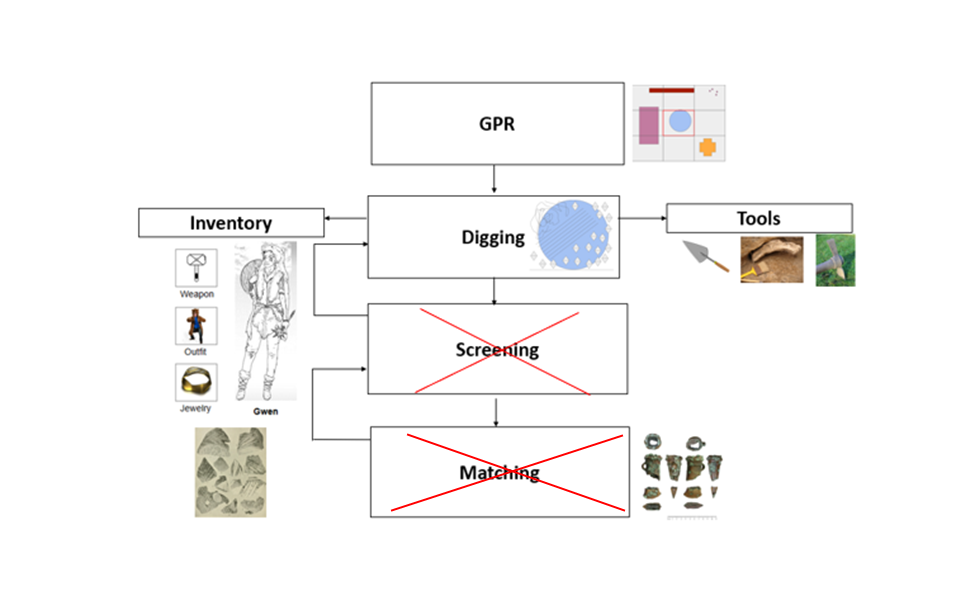 GPR
Inventory
Digging
Tools
Weapon
Outfit
Jewelry
Gwen
Screening
Matching